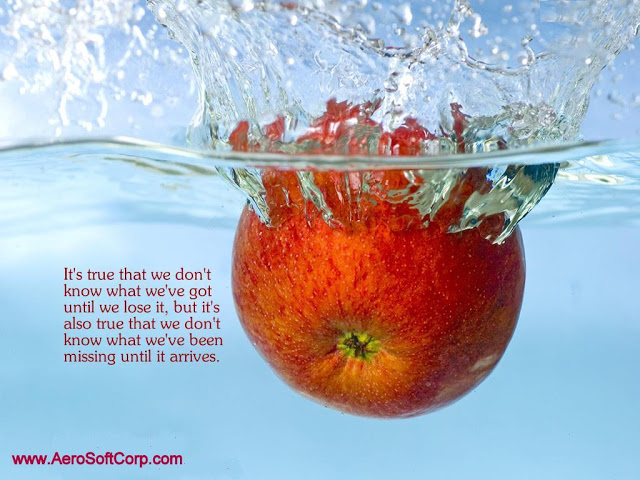 It's true that we don't
know what we've got
until we lose it, but it's
also true that we don't
know what we've been
missing until it arrives.
www.AeroSoftCorp.com